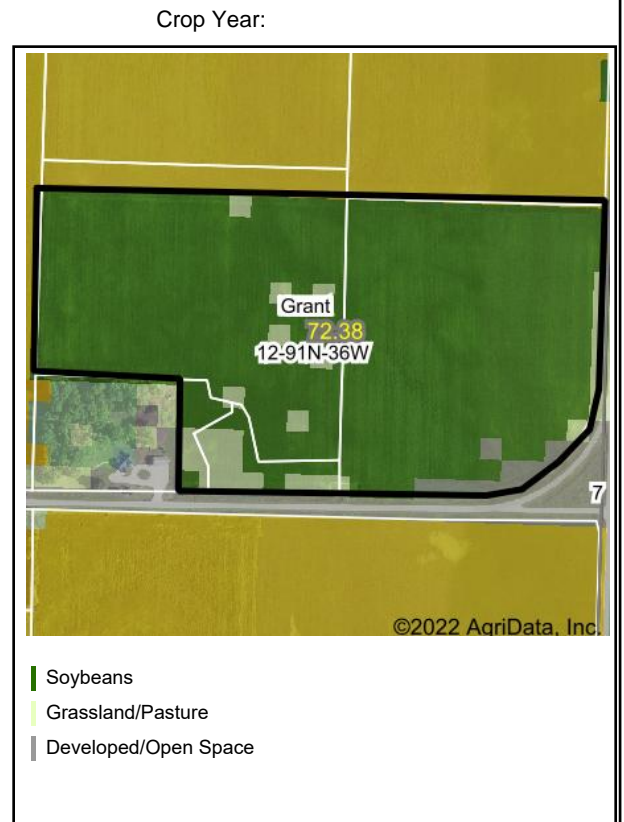 Crop Year:
Grant
72.38
12-91N-36W
7
©2022 AgriData, Inc.
Soybeans
Grassland/Pasture
Developed/Open Space